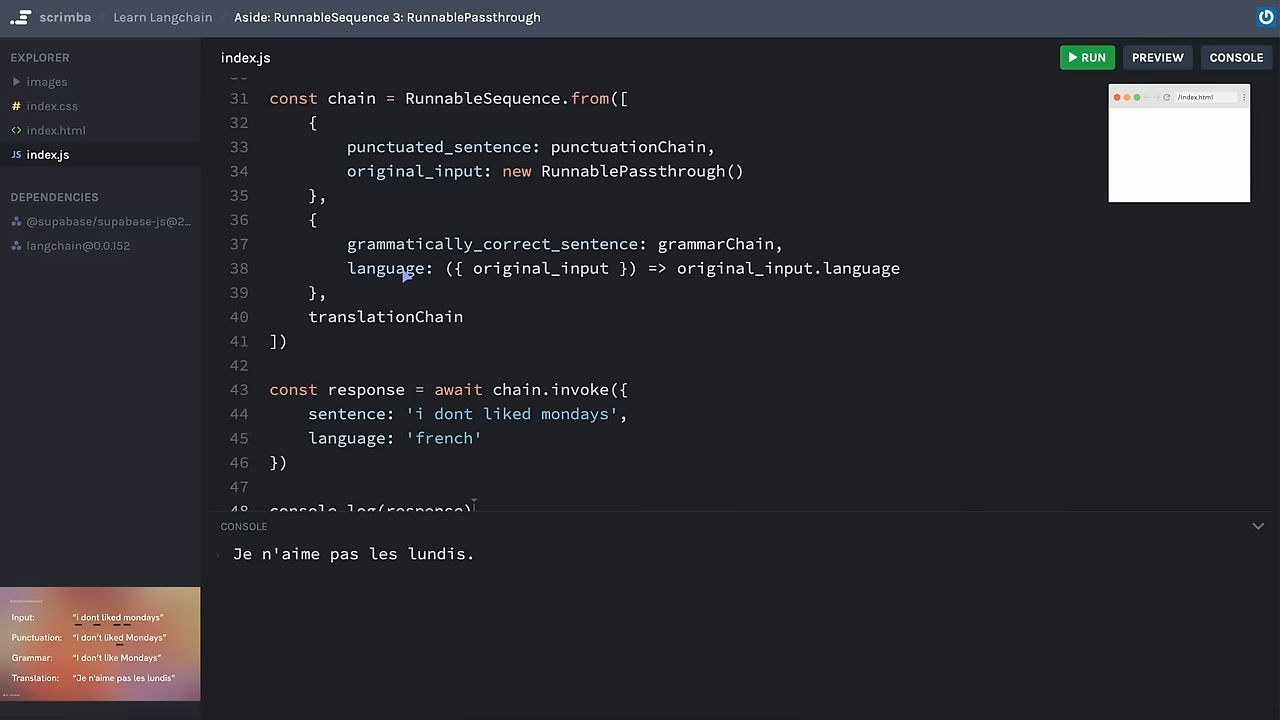 scrimba / Learn Langchain / Aside: RunnableSequence 3: RunnablePassthrough
EXPLORER
images
index.css
index.html
JS index.js
DEPENDENCIES
@supabase/supabase-js@2...
langchain@0.0.152
index.js
RUN PREVIEW CONSOLE
/index.html
31 const chain = RunnableSequence.from([
32 {
33 punctuated_sentence: punctuationChain,
34 original_input: new RunnablePassthrough()
35 },
36 {
37 grammatically_correct_sentence: grammarChain,
38 language: ({ original_input }) => original_input.language
39 },
40 translationChain
41 ])
42
43 const response = await chain.invoke({
44 sentence: 'i dont liked mondays',
45 language: 'french'
46 })
47
48 console.log(response)
CONSOLE
Je n'aime pas les lundis.
Input: "i dont liked mondays"
Punctuation: "I don't liked Mondays"
Grammar: "I don't like Mondays"
Translation: "Je n'aime pas les lundis"